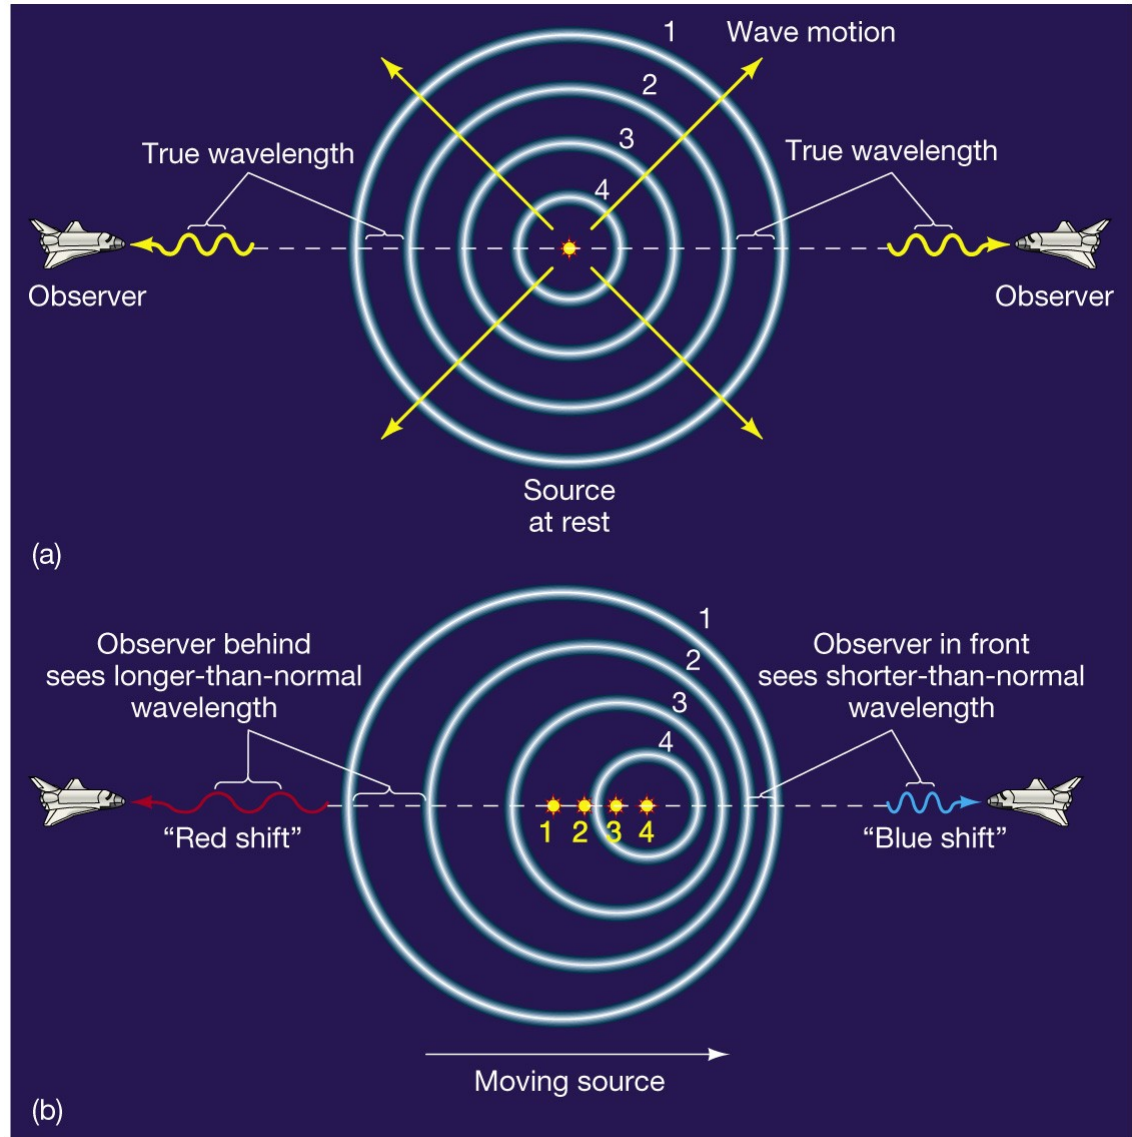 1
Wave motion
2
3
True wavelength
True wavelength
4
Observer
Observer
Source
at rest
(a)
1
Observer behind
sees longer-than-normal
wavelength
Observer in front
sees shorter-than-normal
wavelength
2
3
4
“Red shift”
1 2 3 4
“Blue shift”
Moving source
(b)